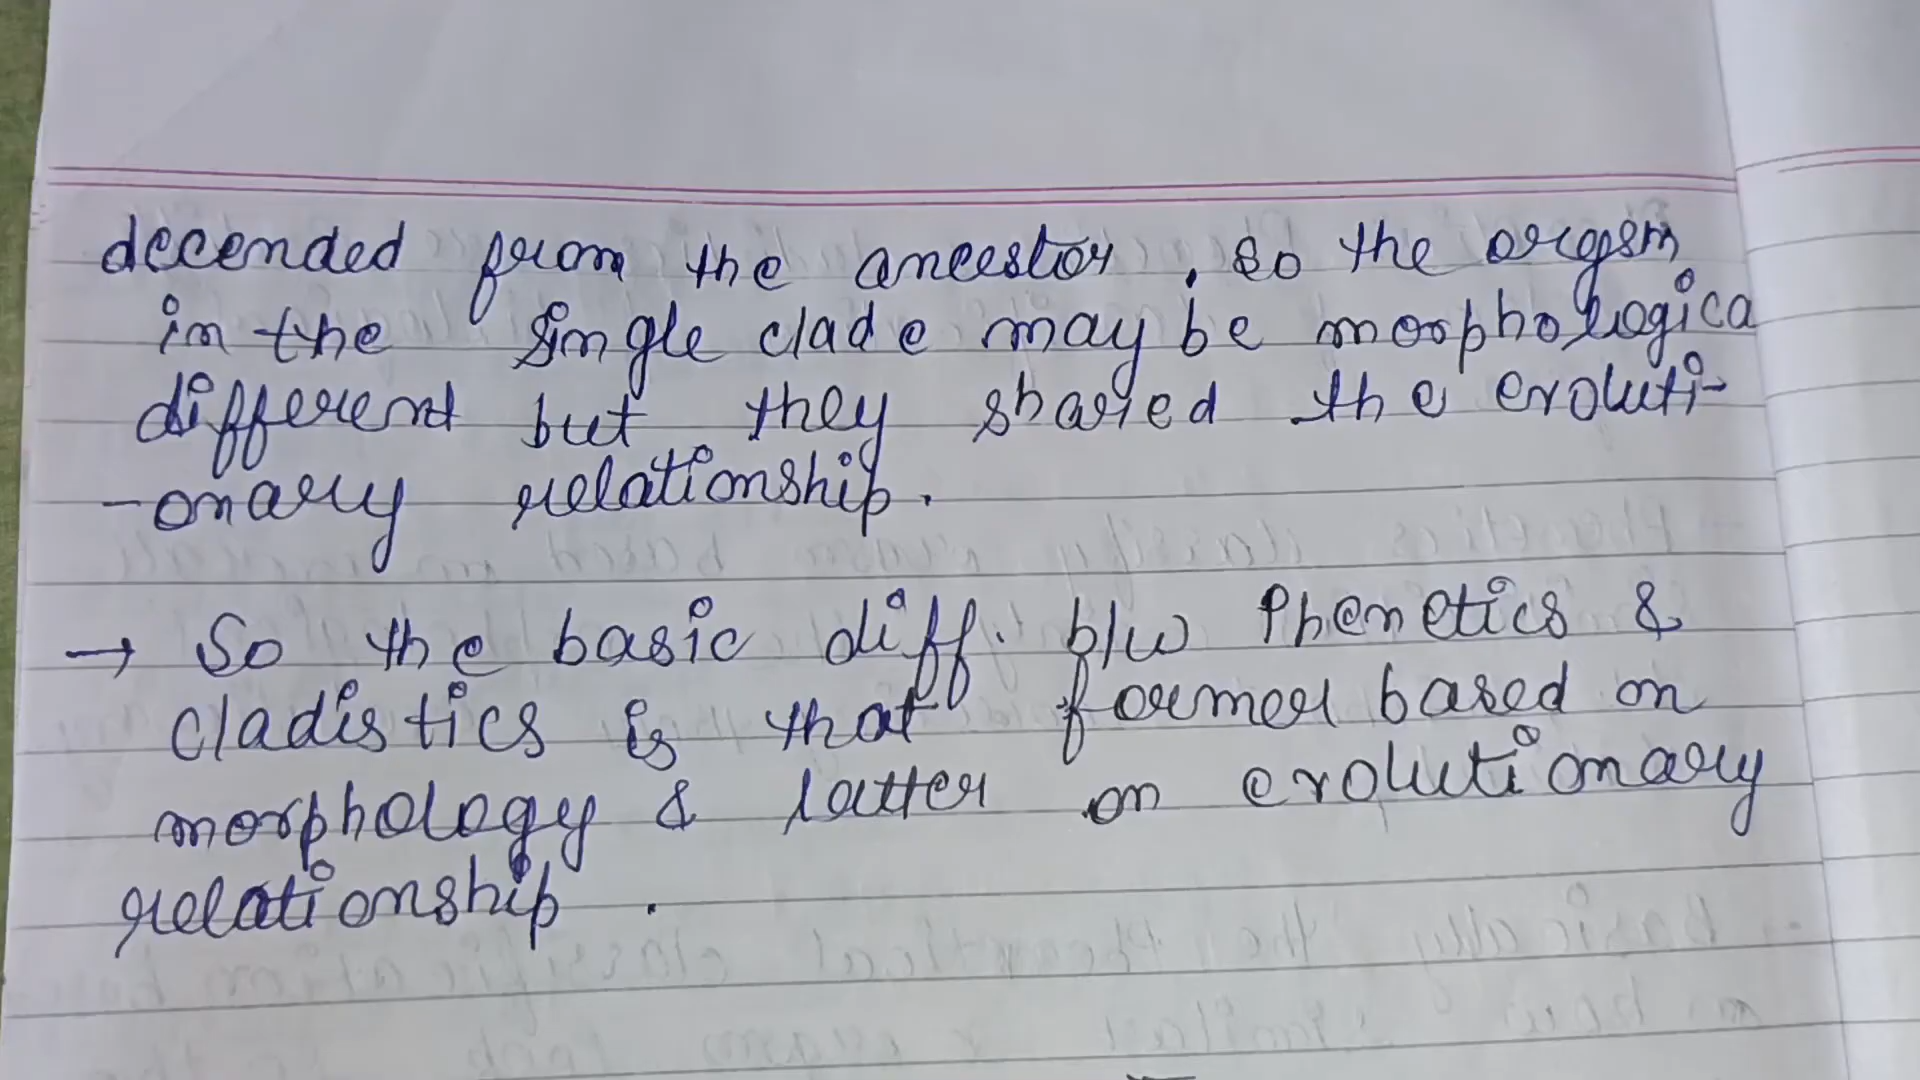 decended from the ancestor. so the orgsm
in the single clade may be morphologica
different but they shared the evoluti-
-onary relationship.
→ So the basic diff. b/w Phenetics &
cladistics is that former based on
morphology & latter on evolutionary
relationship.